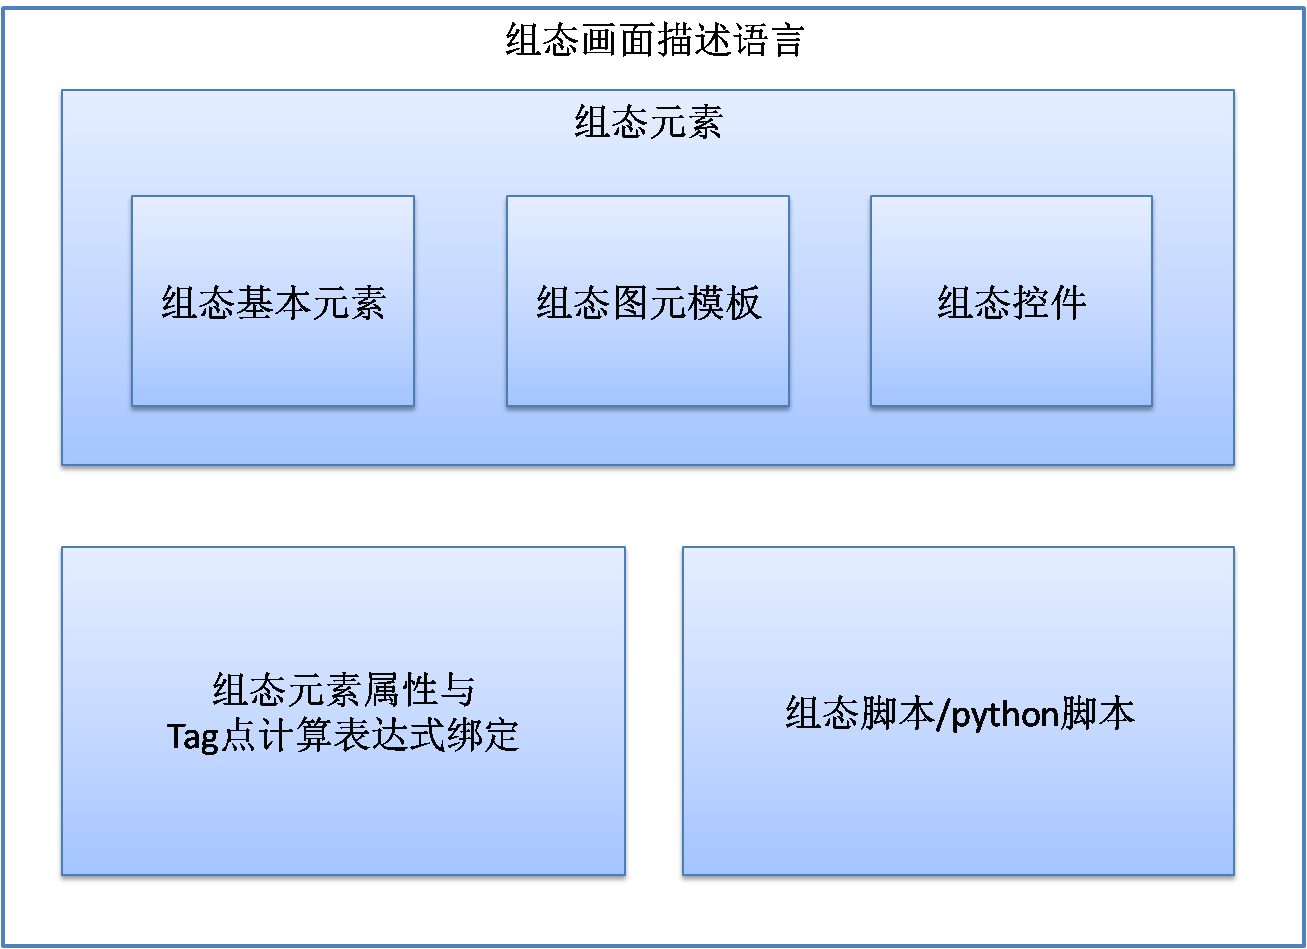 组态画面描述语言
组态元素
组态基本元素
组态图元模板
组态控件
组态元素属性与
Tag点计算表达式绑定
组态脚本/python脚本